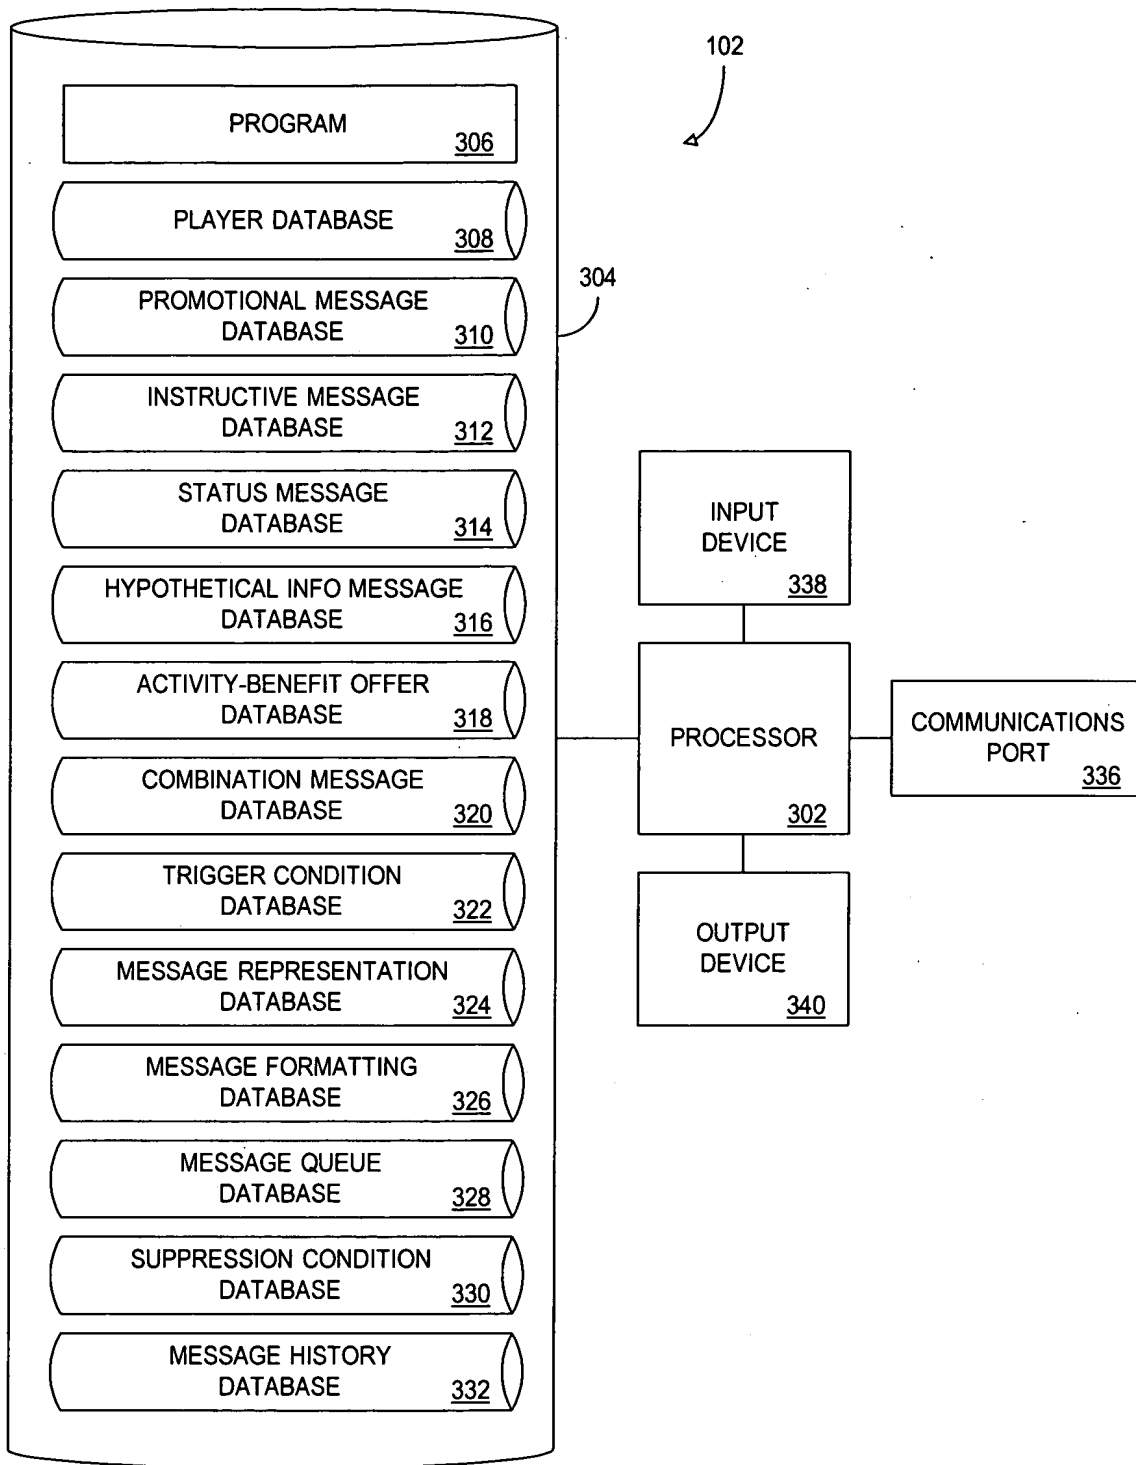 102
PROGRAM
306
PLAYER DATABASE
308
304
PROMOTIONAL MESSAGE
DATABASE
310
INSTRUCTIVE MESSAGE
DATABASE
312
STATUS MESSAGE
DATABASE
314
HYPOTHETICAL INFO MESSAGE
DATABASE
316
ACTIVITY-BENEFIT OFFER
DATABASE
318
COMBINATION MESSAGE
DATABASE
320
TRIGGER CONDITION
DATABASE
322
MESSAGE REPRESENTATION
DATABASE
324
MESSAGE FORMATTING
DATABASE
326
MESSAGE QUEUE
DATABASE
328
SUPPRESSION CONDITION
DATABASE
330
MESSAGE HISTORY
DATABASE
332
INPUT
DEVICE
338
PROCESSOR
302
COMMUNICATIONS
PORT
336
OUTPUT
DEVICE
340